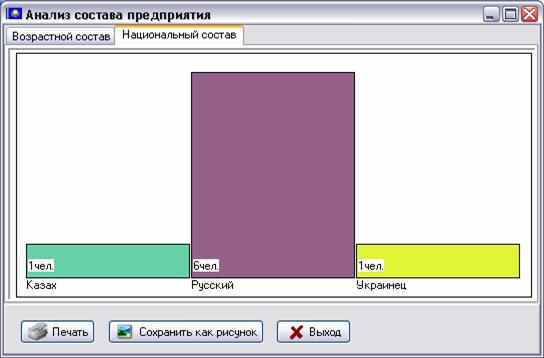 Анализ состава предприятия
Возрастной состав Национальный состав
1чел. 6чел. 1чел.
Казах Русский Украинец
Печать Сохранить как рисунок Выход